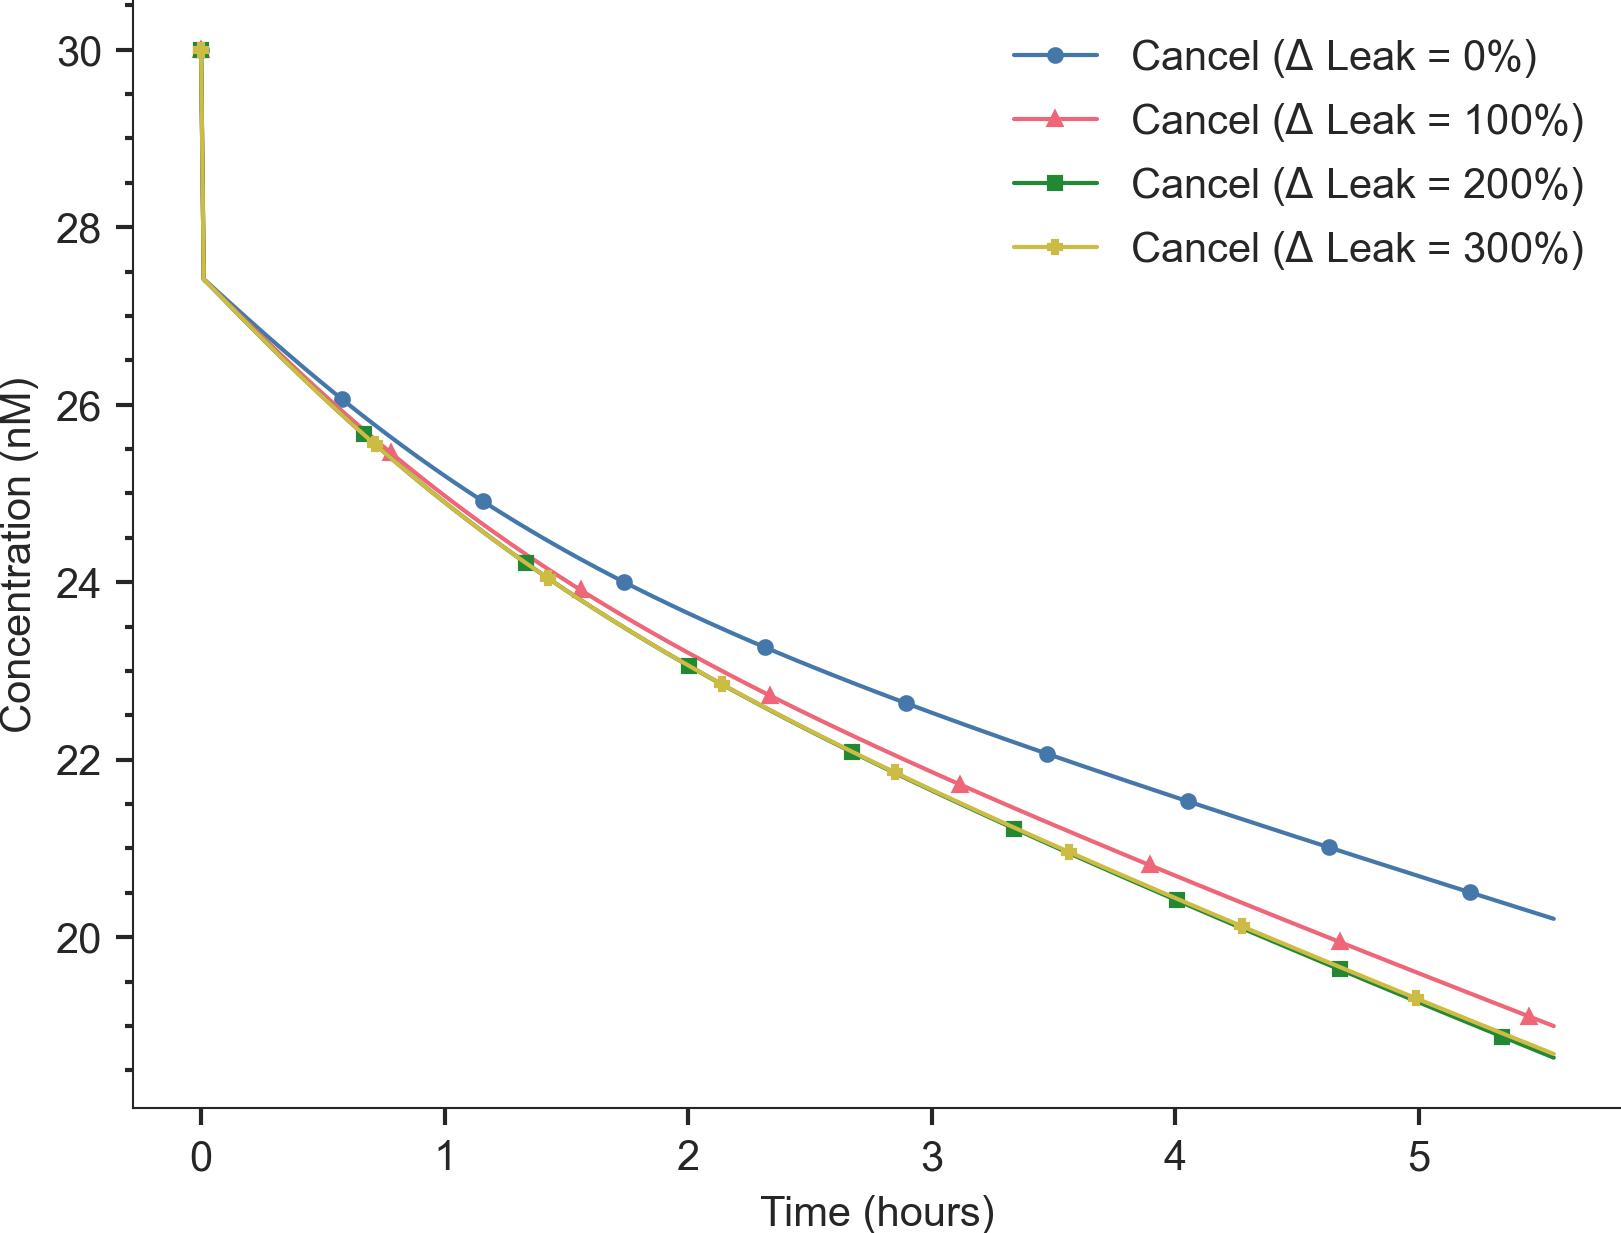 Cancel (Δ Leak = 0%)
Cancel (Δ Leak = 100%)
Cancel (Δ Leak = 200%)
Cancel (Δ Leak = 300%)
Concentration (nM)
30
28
26
24
22
20
0 1 2 3 4 5
Time (hours)